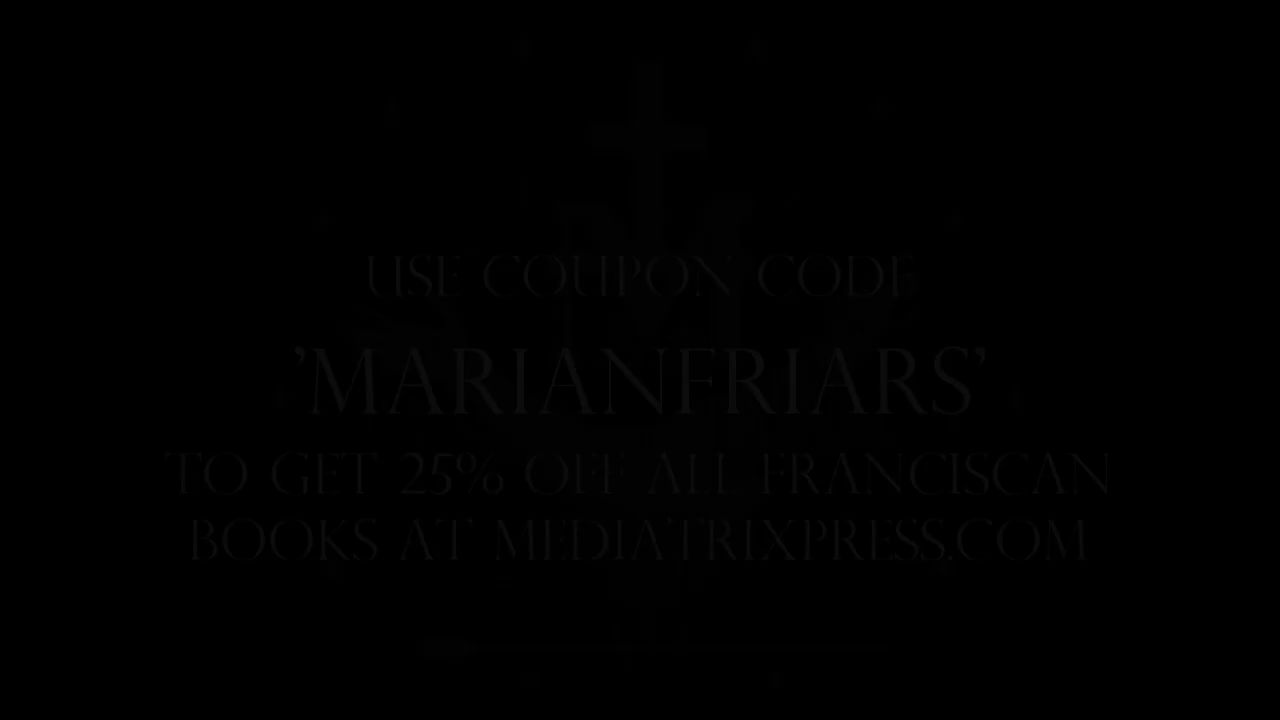 USE COUPON CODE
'MARIANFRIARS'
TO GET 25% OFF ALL FRANCISCAN
BOOKS AT MEDIATRIXPRESS.COM